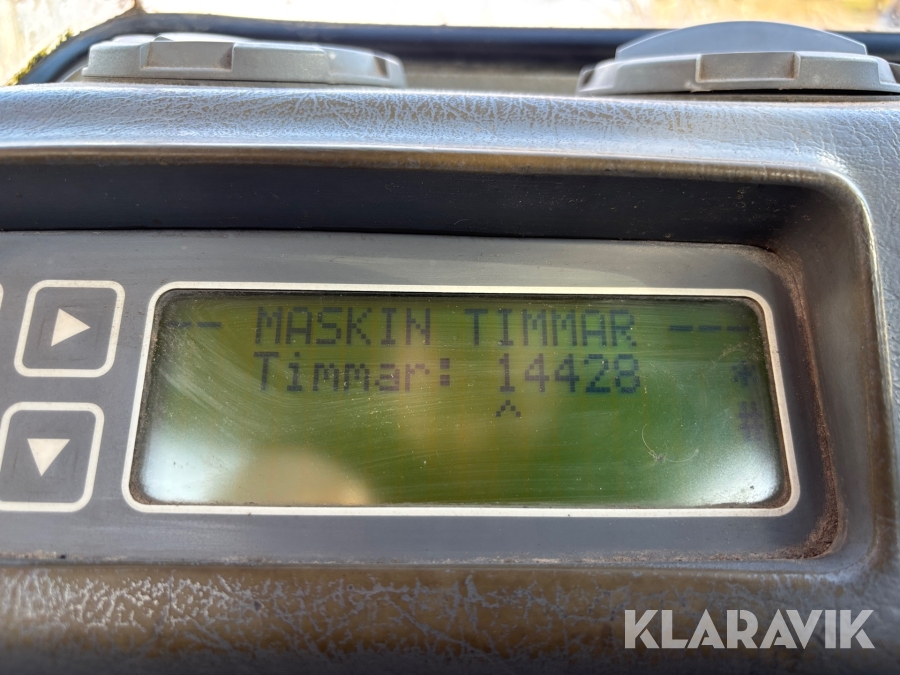 -- MASKIN TIMMAR ---
Timmar: 14428 *
^
#
KLARAVIK